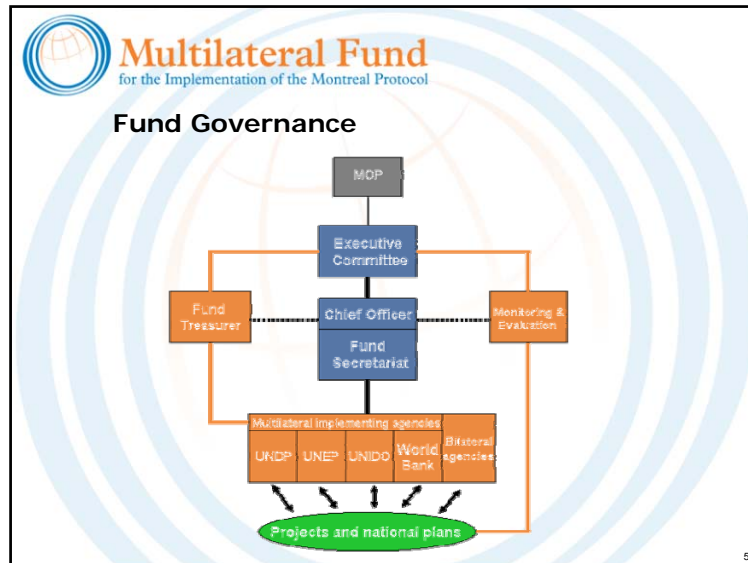 Multilateral Fund
for the Implementation of the Montreal Protocol
Fund Governance
MOP
Executive
Committee
Fund
Treasurer
Chief Officer
Monitoring &
Evaluation
Fund
Secretariat
Multilateral implementing agencies
UNDP
UNEP
UNIDO
World
Bank
Bilateral
agencies
Projects and national plans
5